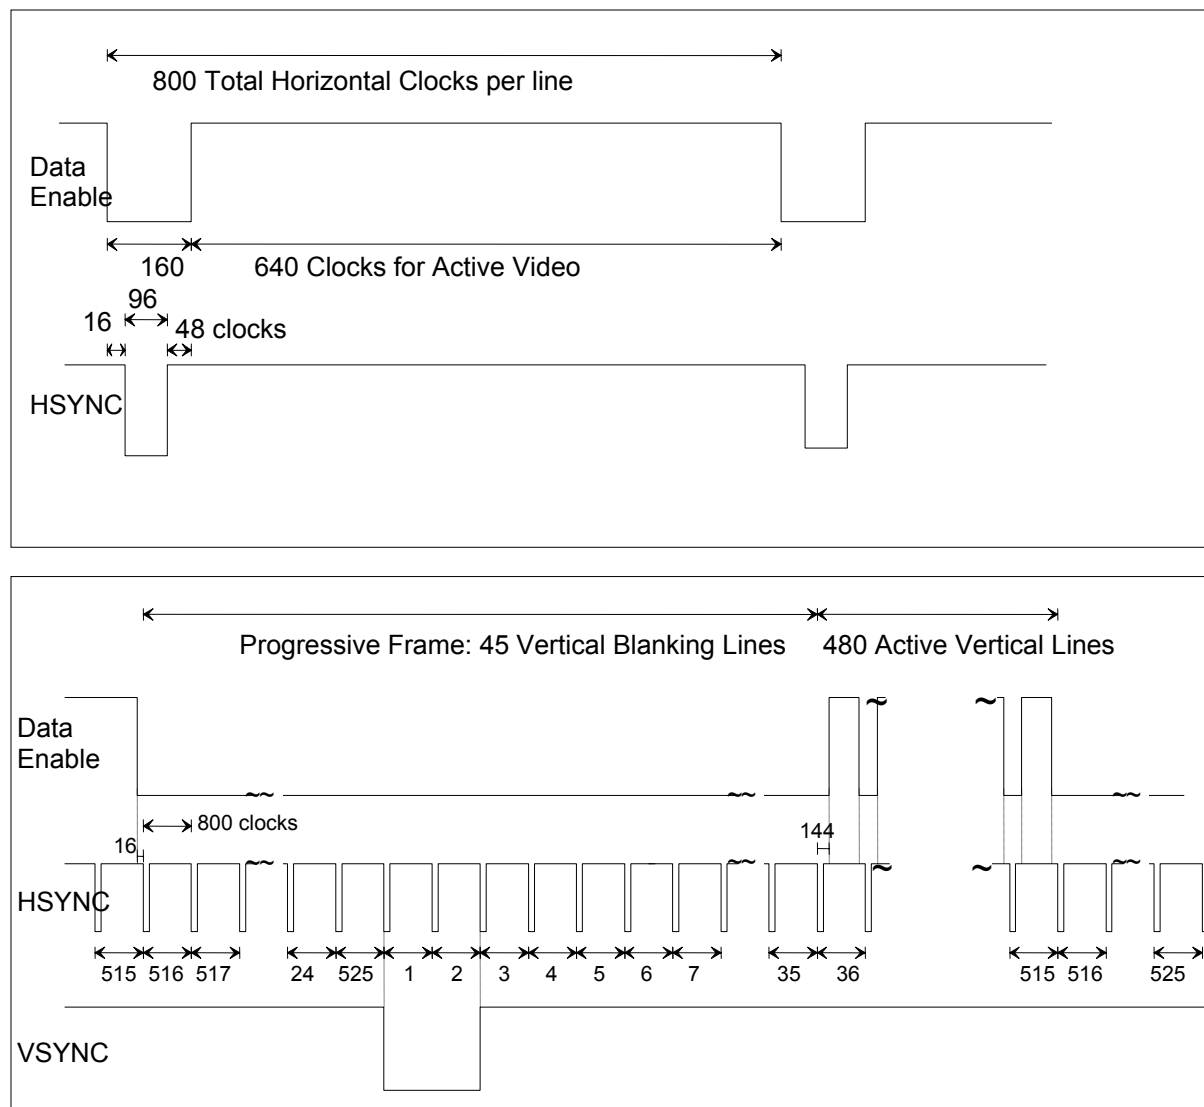 800 Total Horizontal Clocks per line
Data
Enable
160
640 Clocks for Active Video
96
16
48 clocks
HSYNC
Progressive Frame: 45 Vertical Blanking Lines
480 Active Vertical Lines
Data
Enable
~~
~~
~
~
~~
800 clocks
16
144
HSYNC
515 516 517 24 525 1 2 3 4 5 6 7 35 36 515 516 525
VSYNC